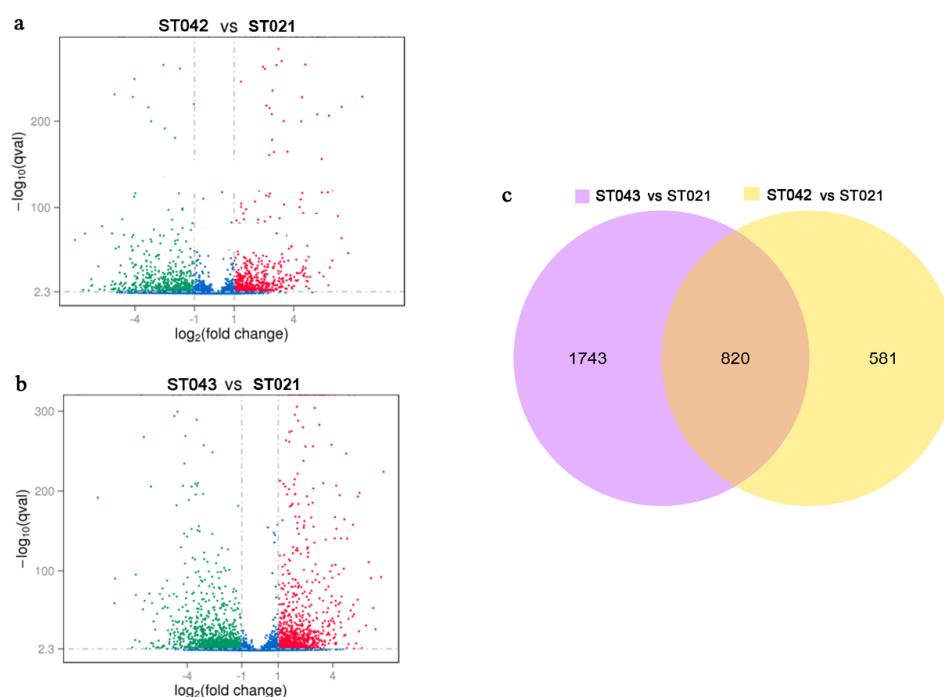 a
ST042 vs ST021
−log10(qval)
200
100
2.3
-4 -1 1 4
log2(fold change)
b
ST043 vs ST021
−log10(qval)
300
200
100
2.3
-4 -1 1 4
log2(fold change)
c
ST043 vs ST021 ST042 vs ST021
1743 820 581